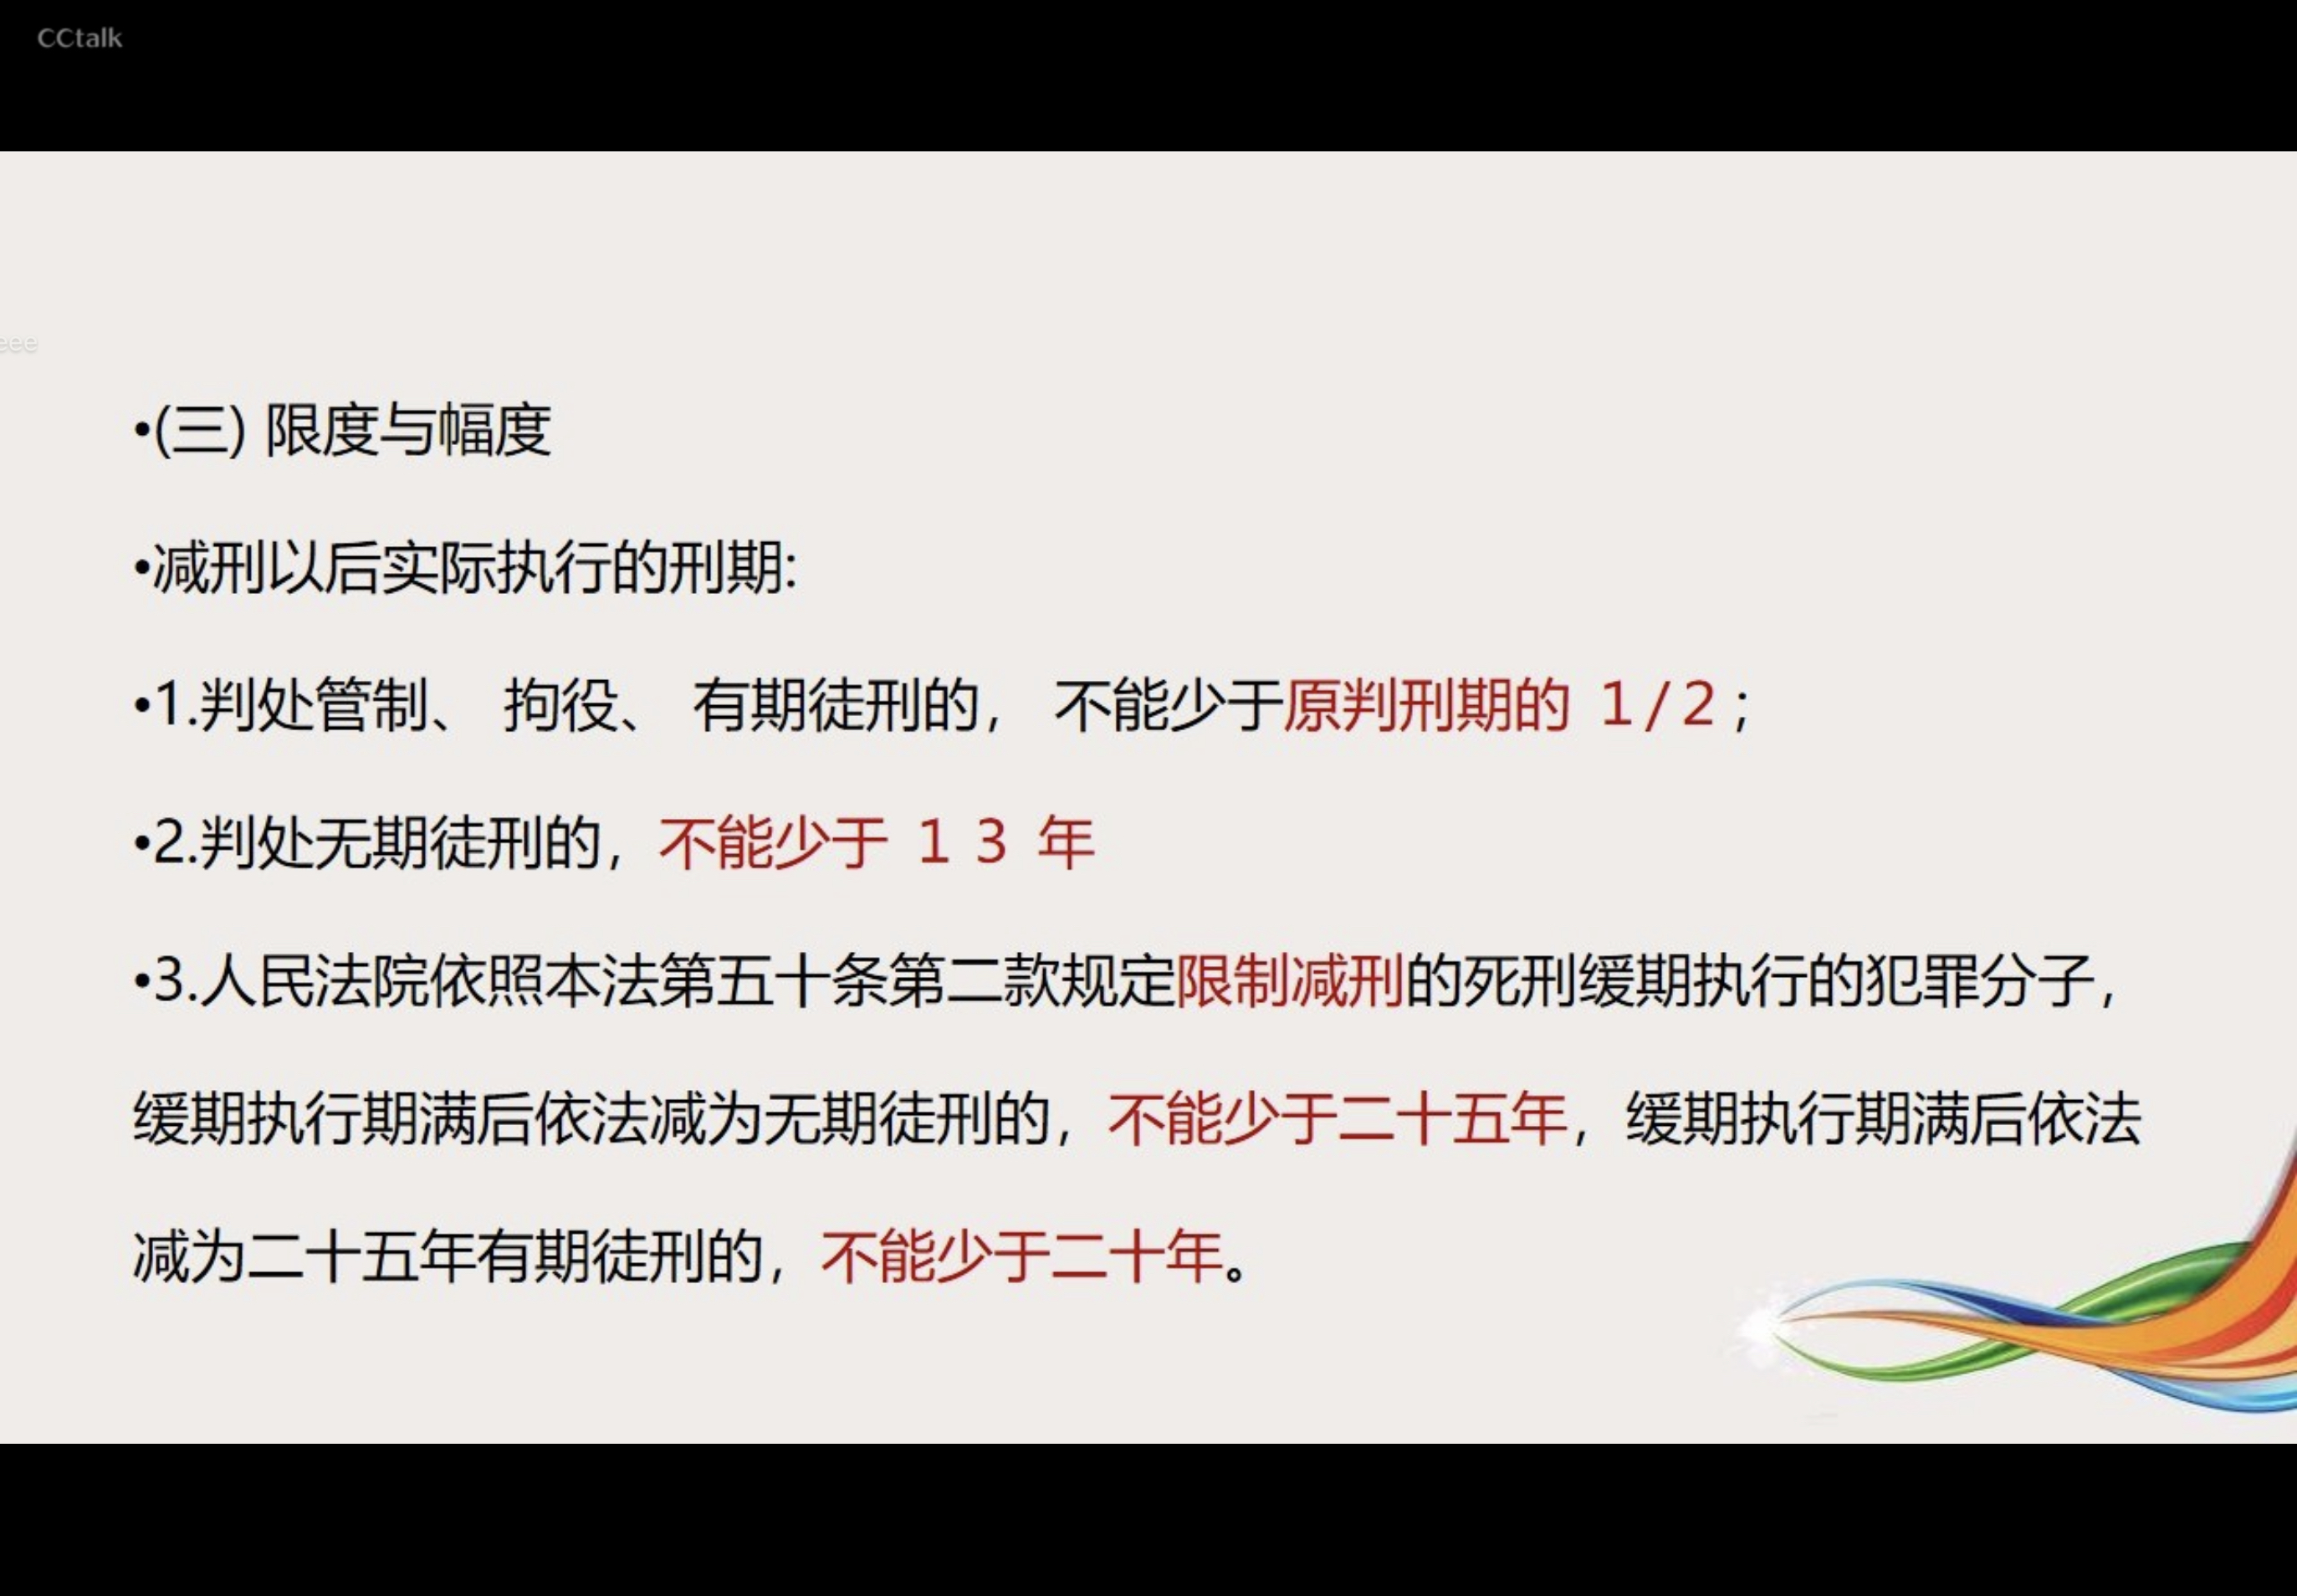 CCtalk
eee
•(三) 限度与幅度
•减刑以后实际执行的刑期:
•1.判处管制、 拘役、 有期徒刑的， 不能少于原判刑期的 1/2；
•2.判处无期徒刑的，不能少于 1 3 年
•3.人民法院依照本法第五十条第二款规定限制减刑的死刑缓期执行的犯罪分子，
缓期执行期满后依法减为无期徒刑的，不能少于二十五年，缓期执行期满后依法
减为二十五年有期徒刑的，不能少于二十年。